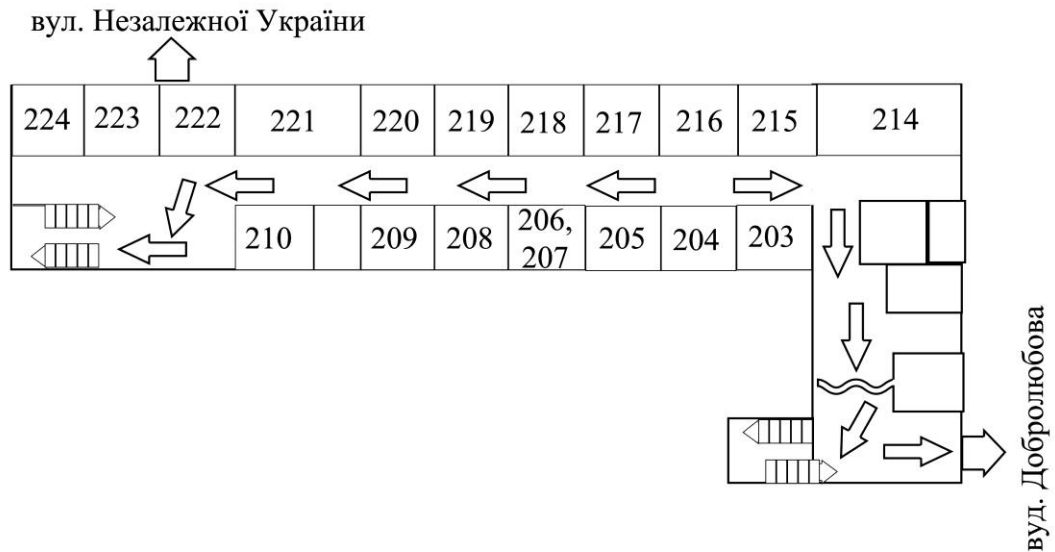 вул. Незалежної України
224 223 222 221 220 219 218 217 216 215 214
210 209 208 206, 207 205 204 203
вуд. Добролюбова